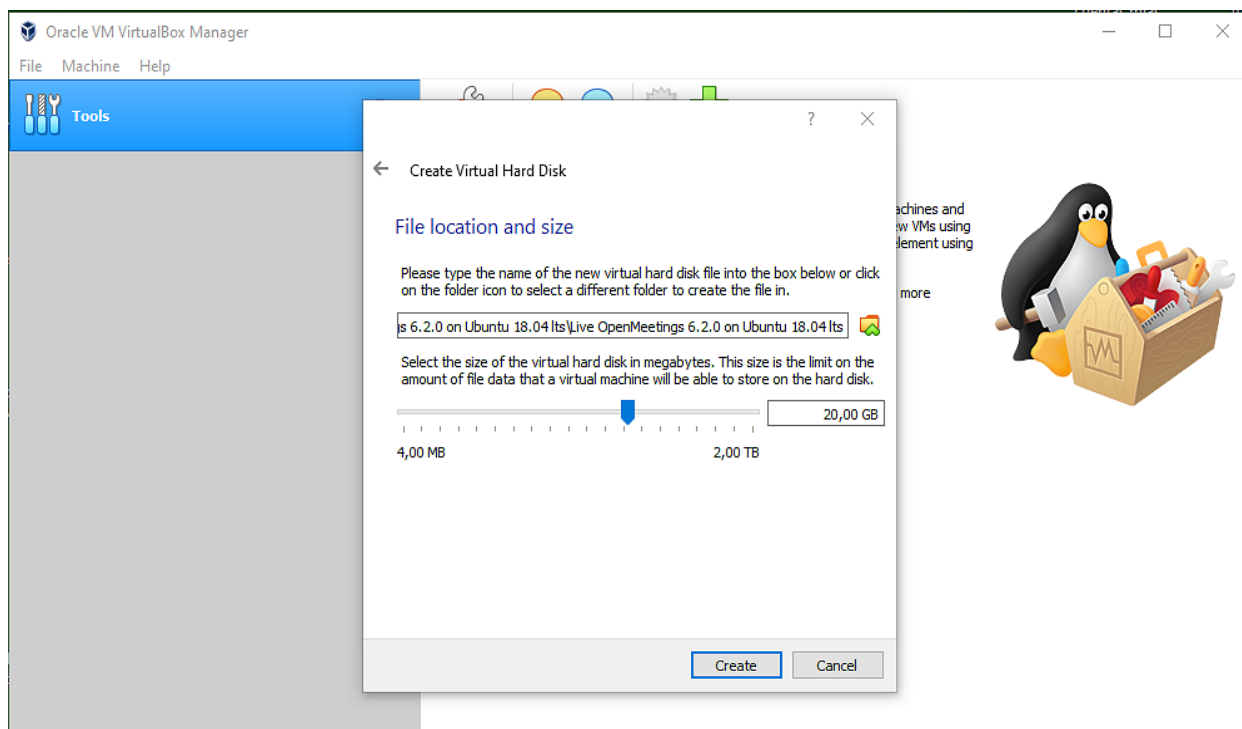 Oracle VM VirtualBox Manager
File Machine Help
Tools
?
Create Virtual Hard Disk
File location and size
achines and
VMs using
element using
more
Please type the name of the new virtual hard disk file into the box below or click
on the folder icon to select a different folder to create the file in.
s 6.2.0 on Ubuntu 18.04 lts\Live OpenMeetings 6.2.0 on Ubuntu 18.04 lts
Select the size of the virtual hard disk in megabytes. This size is the limit on the
amount of file data that a virtual machine will be able to store on the hard disk.
20,00 GB
4,00 MB 2,00 TB
Create Cancel